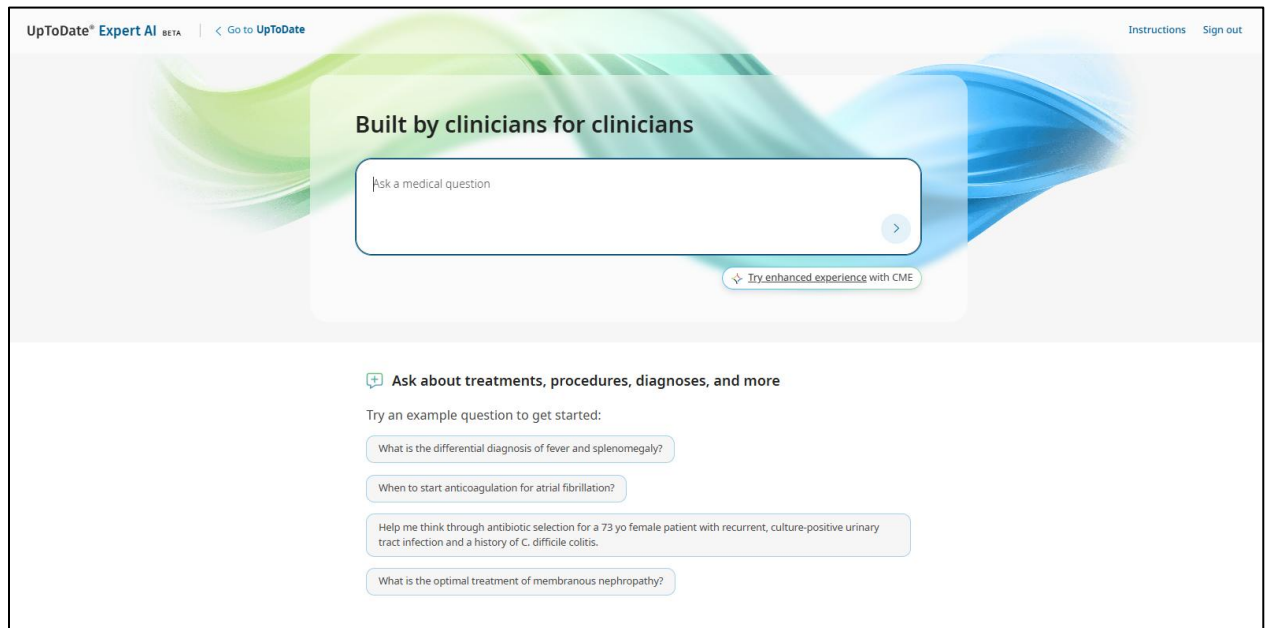 UpToDate® Expert AI BETA
Go to UpToDate
Instructions
Sign out
Built by clinicians for clinicians
Ask a medical question
Try enhanced experience with CME
Ask about treatments, procedures, diagnoses, and more
Try an example question to get started:
What is the differential diagnosis of fever and splenomegaly?
When to start anticoagulation for atrial fibrillation?
Help me think through antibiotic selection for a 73 yo female patient with recurrent, culture-positive urinary
tract infection and a history of C. difficile colitis.
What is the optimal treatment of membranous nephropathy?